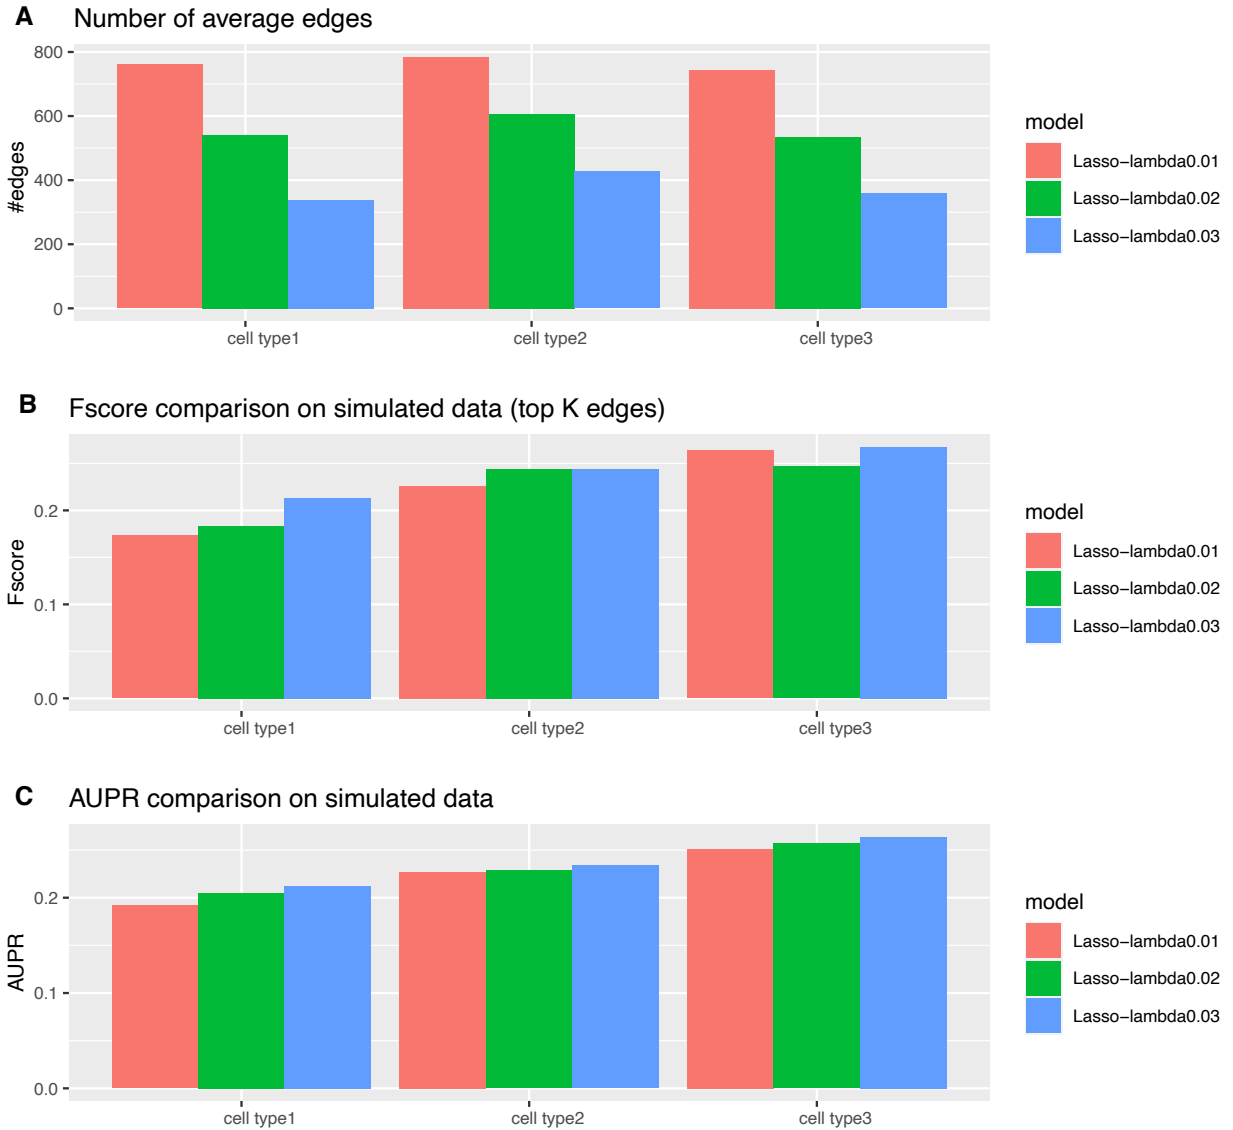 A Number of average edges
#edges
800
600
400
200
0
cell type1 cell type2 cell type3
model
Lasso-lambda0.01
Lasso-lambda0.02
Lasso-lambda0.03
B Fscore comparison on simulated data (top K edges)
Fscore
0.2
0.1
0.0
cell type1 cell type2 cell type3
model
Lasso-lambda0.01
Lasso-lambda0.02
Lasso-lambda0.03
C AUPR comparison on simulated data
AUPR
0.2
0.1
0.0
cell type1 cell type2 cell type3
model
Lasso-lambda0.01
Lasso-lambda0.02
Lasso-lambda0.03